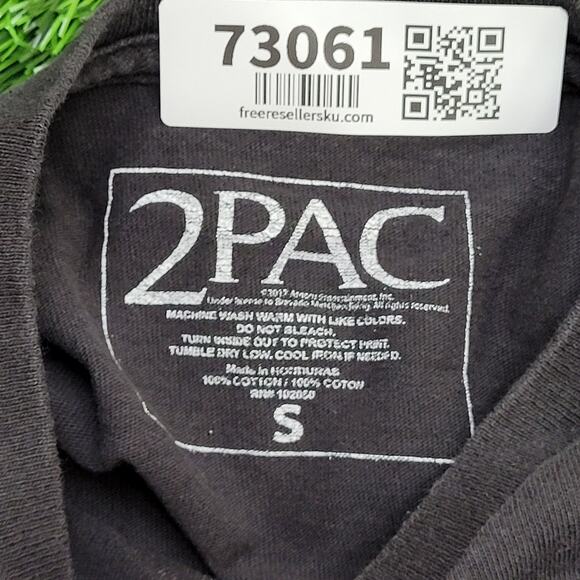 73061
freeresellersku.com
2PAC
©2017 Amaru Entertainment, Inc.
Under license to Bravado Merchandising. All rights reserved.
MACHINE WASH WARM WITH LIKE COLORS.
DO NOT BLEACH.
TURN INSIDE OUT TO PROTECT PRINT.
TUMBLE DRY LOW. COOL IRON IF NEEDED.
Made in HONDURAS
100% COTTON / 100% COTON
RN# 102050
S